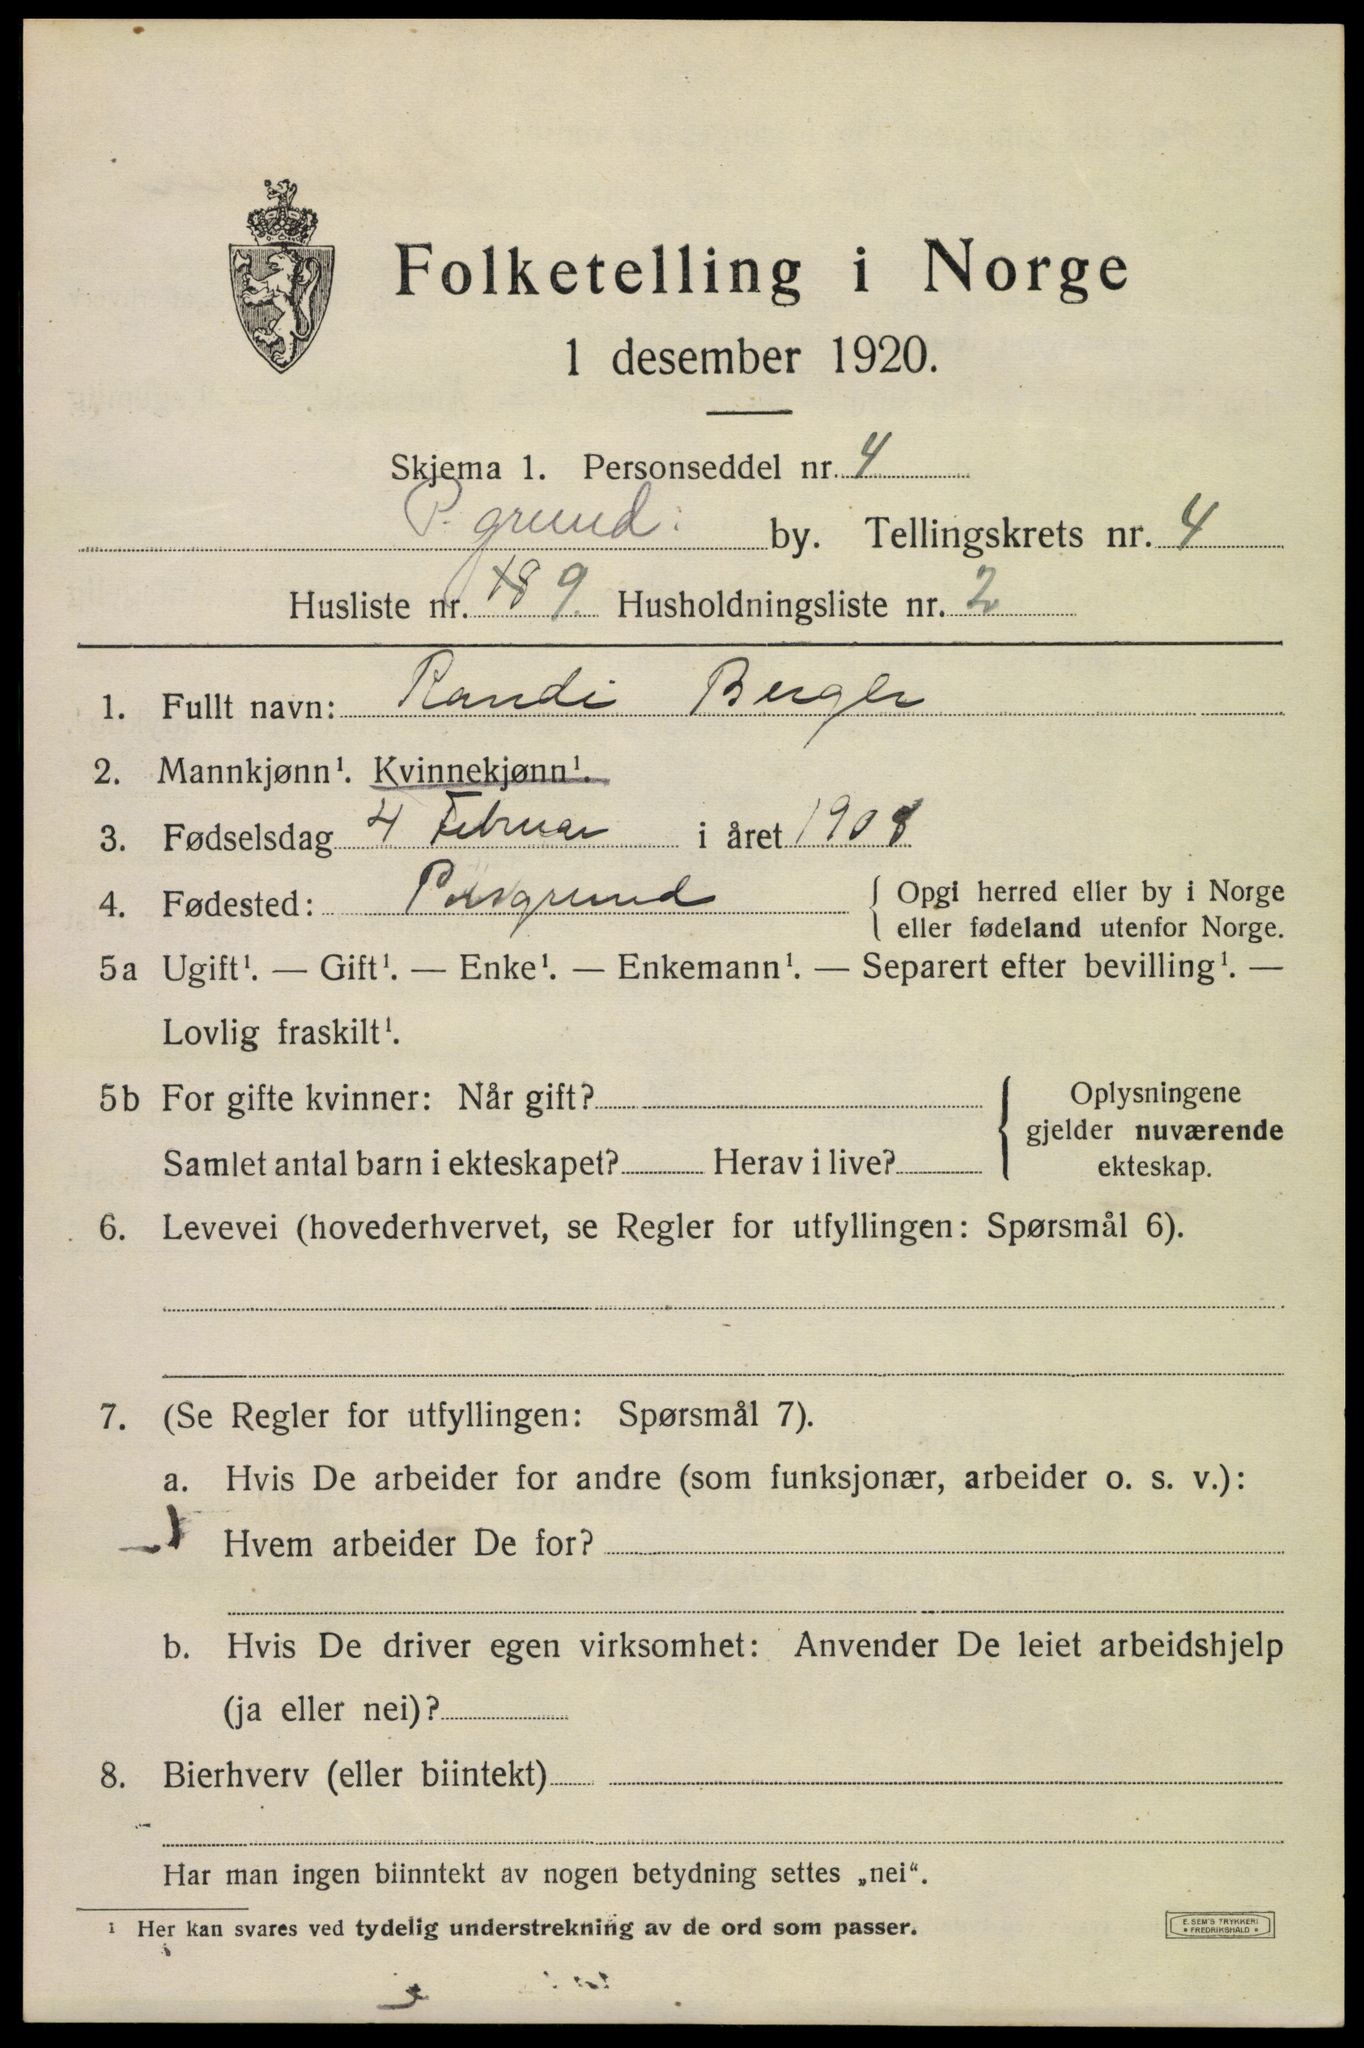 Folketelling i Norge
1 desember 1920.
Skjema 1. Personseddel nr. 4
P.grund: by. Tellingskrets nr. 4
Husliste nr. 18 9. Husholdningsliste nr. 2
1. Fullt navn: Randi Berger
2. Mannkjønn¹. Kvinnekjønn¹.
3. Fødselsdag 4 Februar i året 1908
4. Fødested: Porsgrund { Opgi herred eller by i Norge
eller fødeland utenfor Norge.
5a Ugift¹. — Gift¹. — Enke¹. — Enkemann¹. — Separert efter bevilling¹. —
Lovlig fraskilt¹.
5b For gifte kvinner: Når gift? { Oplysningene
gjelder nuværende
Samlet antal barn i ekteskapet? Herav i live? ekteskap.
6. Levevei (hovederhvervet, se Regler for utfyllingen: Spørsmål 6).
7. (Se Regler for utfyllingen: Spørsmål 7).
a. Hvis De arbeider for andre (som funksjonær, arbeider o. s. v.):
Hvem arbeider De for?
b. Hvis De driver egen virksomhet: Anvender De leiet arbeidshjelp
(ja eller nei)?
8. Bierhverv (eller biintekt)
Har man ingen biinntekt av nogen betydning settes „nei“.
¹ Her kan svares ved tydelig understrekning av de ord som passer.
E. SEM'S TRYKKERI
• FREDRIKSHALD •